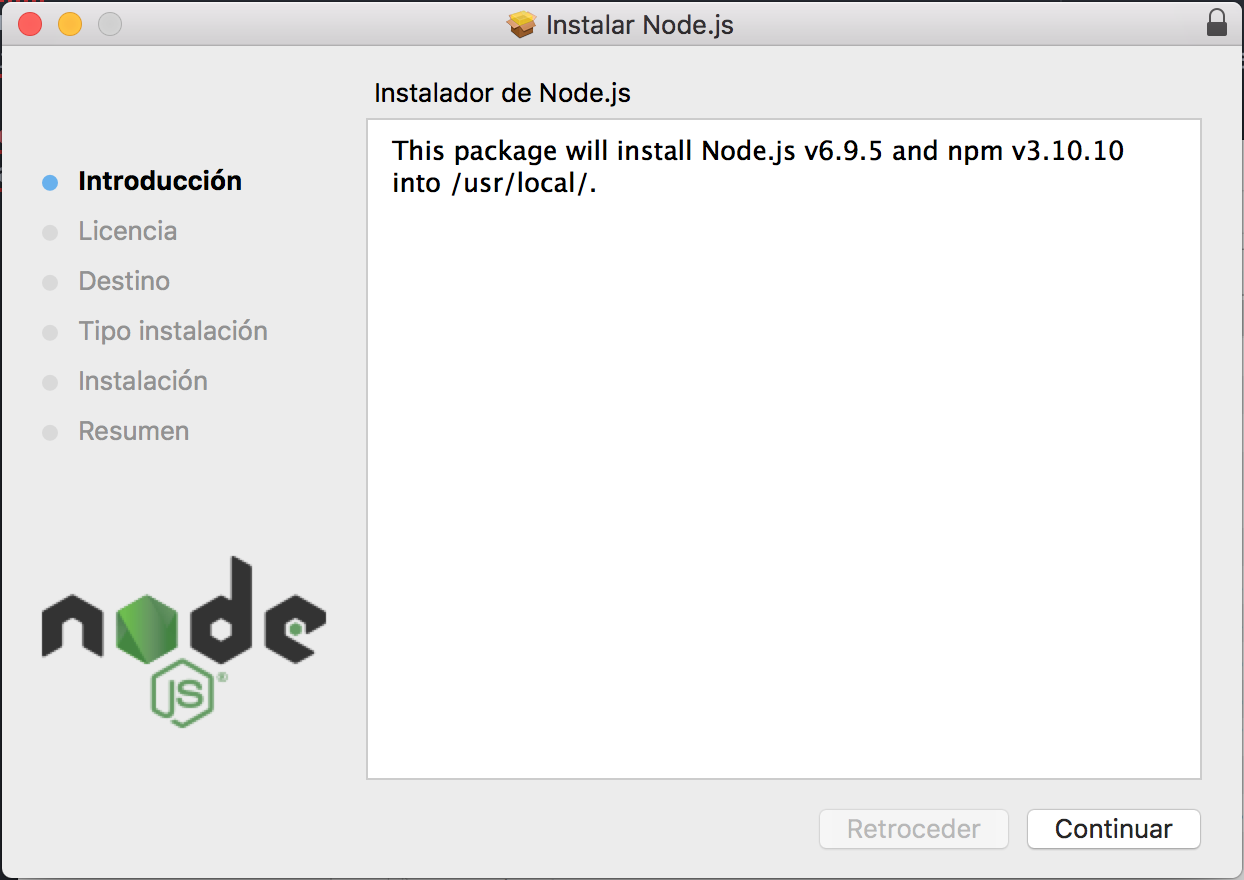 Instalar Node.js
Instalador de Node.js
This package will install Node.js v6.9.5 and npm v3.10.10
into /usr/local/.
Introducción
Licencia
Destino
Tipo instalación
Instalación
Resumen
node
JS®
Retroceder
Continuar